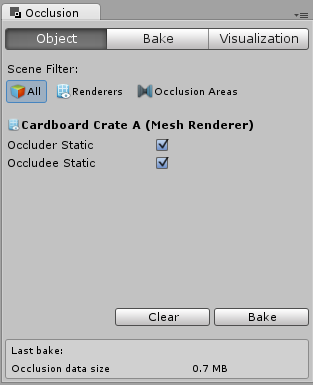 Occlusion
Object Bake Visualization
Scene Filter:
All Renderers Occlusion Areas
Cardboard Crate A (Mesh Renderer)
Occluder Static
Occludee Static
Clear Bake
Last bake:
Occlusion data size 0.7 MB